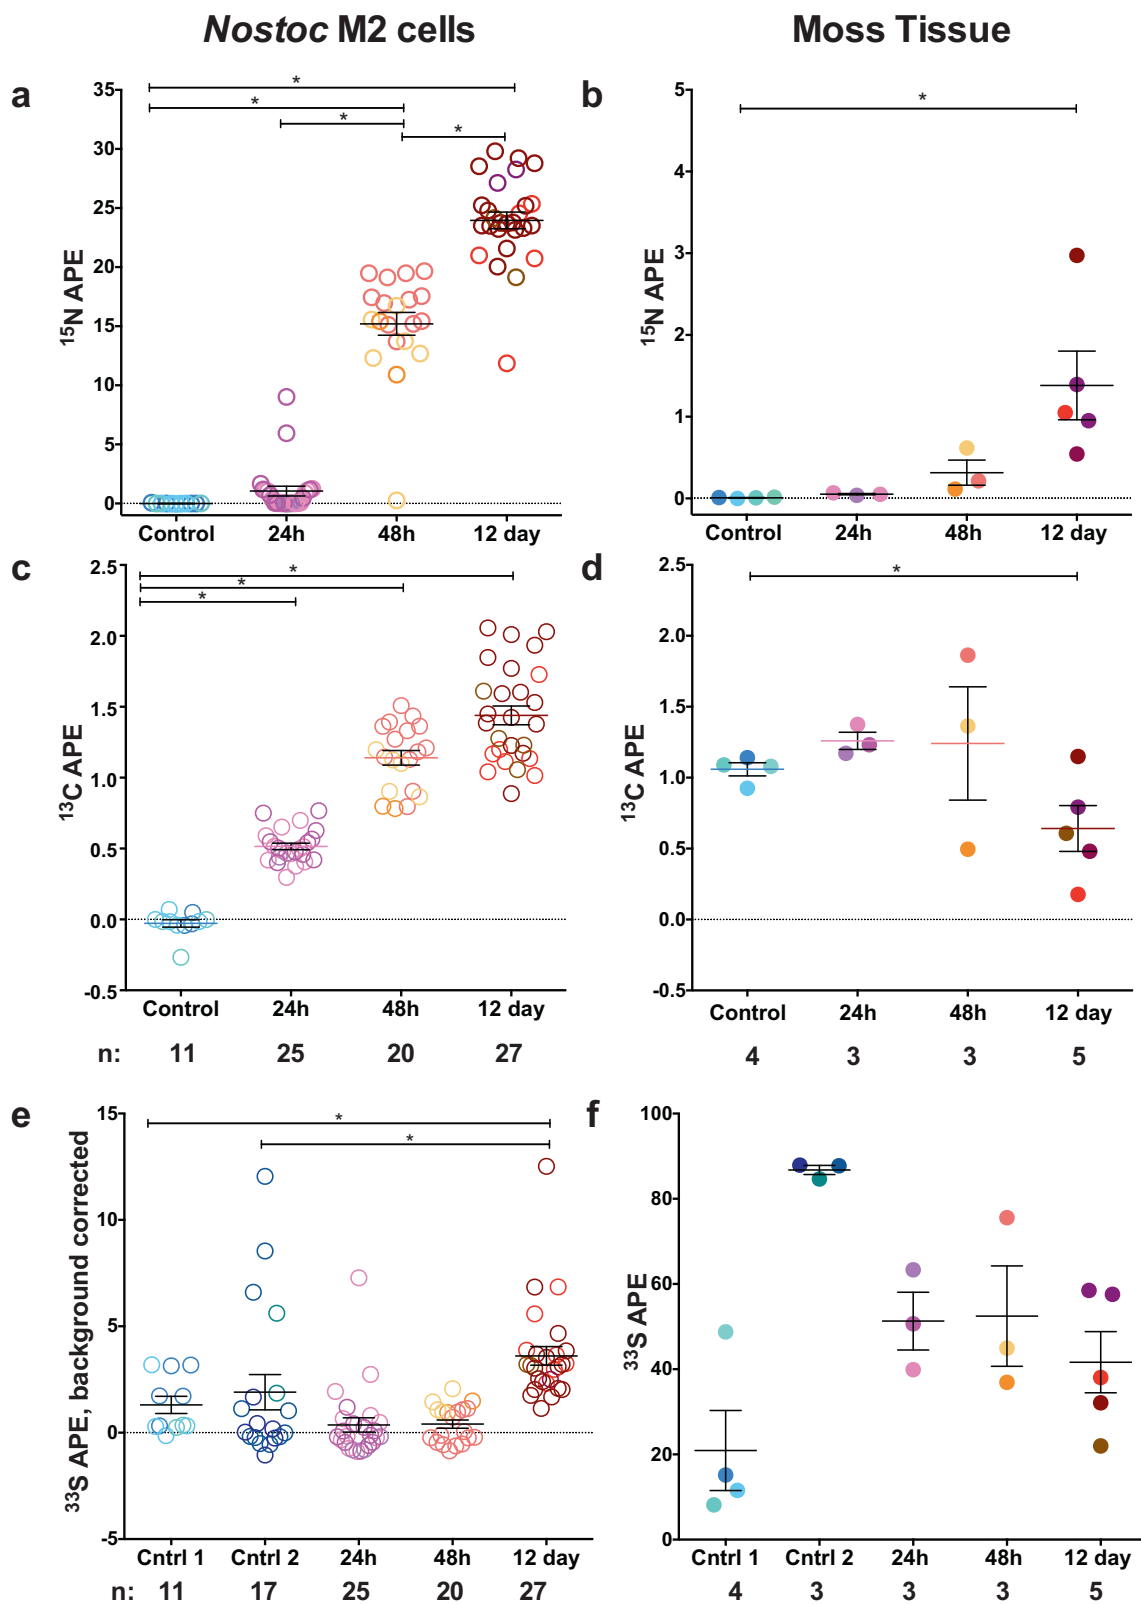 Nostoc M2 cells
Moss Tissue
a
35
30
25
20
15
10
5
0
¹⁵N APE
*
*
*
*
Control 24h 48h 12 day
b
5
4
3
2
1
0
¹⁵N APE
*
Control 24h 48h 12 day
c
2.5
2.0
1.5
1.0
0.5
0.0
-0.5
¹³C APE
*
*
*
Control 24h 48h 12 day
n: 11 25 20 27
d
2.5
2.0
1.5
1.0
0.5
0.0
-0.5
¹³C APE
*
Control 24h 48h 12 day
4 3 3 5
e
15
10
5
0
-5
³³S APE, background corrected
*
*
Cntrl 1 Cntrl 2 24h 48h 12 day
n: 11 17 25 20 27
f
100
80
60
40
20
0
³³S APE
Cntrl 1 Cntrl 2 24h 48h 12 day
4 3 3 3 5